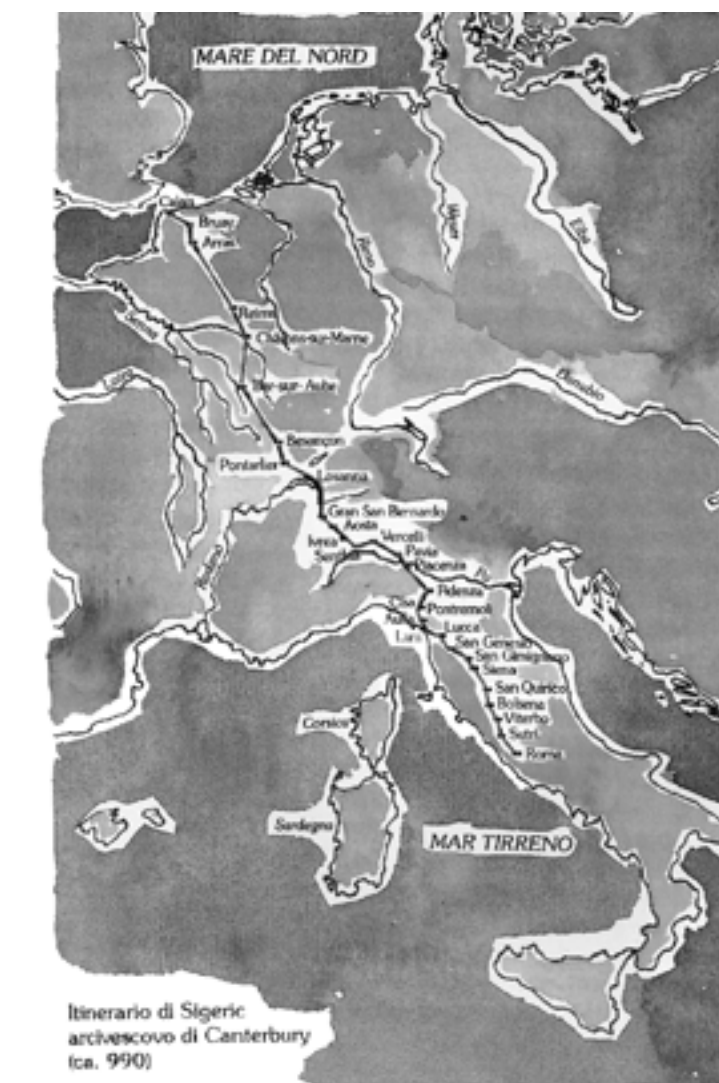 MARE DEL NORD
Calais
Bruay
Arras
Weser
Elba
Reno
Reims
Châlons-sur-Marne
Senna
Bar-sur-Aube
Loira
Danubio
Besançon
Pontarlier
Losanna
Gran San Bernardo
Aosta
Ivrea
Vercelli
Pavia
Piacenza
Po
Rodano
Fidenza
Pontremoli
Lucca
Luni
San Genesio
San Gimignano
Siena
San Quirico
Bolsena
Viterbo
Sutri
Roma
Corsica
Sardegna
MAR TIRRENO
Itinerario di Sigeric
arcivescovo di Canterbury
(ca. 990)